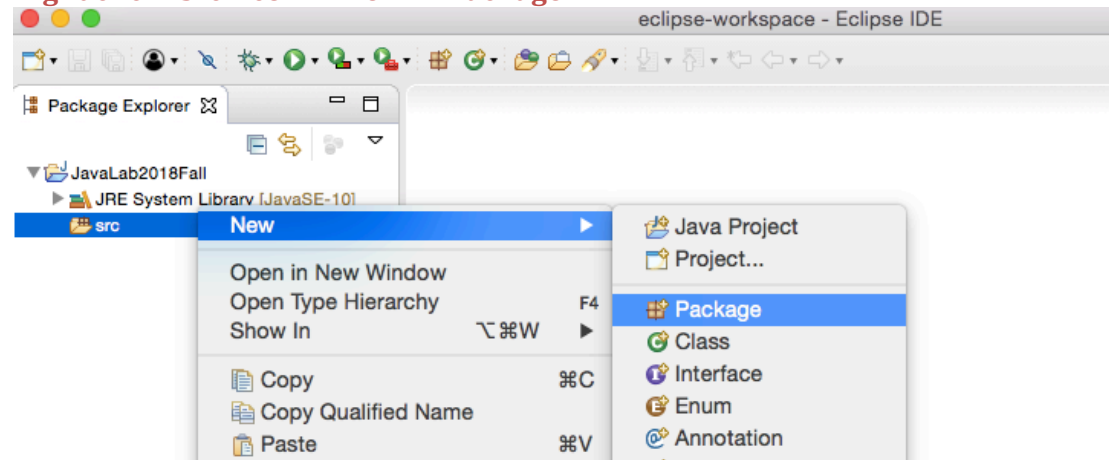 eclipse-workspace - Eclipse IDE
Package Explorer
JavaLab2018Fall
JRE System Library [JavaSE-10]
src
New
Open in New Window
Open Type Hierarchy F4
Show In ⌥⌘W
Copy ⌘C
Copy Qualified Name
Paste ⌘V
Java Project
Project...
Package
Class
Interface
Enum
Annotation